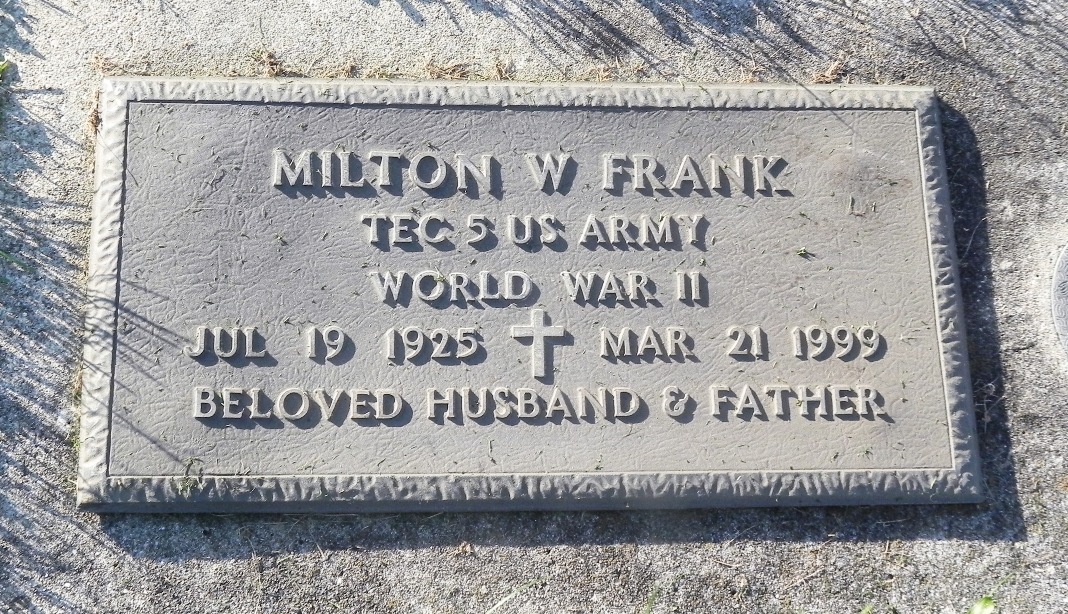 MILTON W FRANK
TEC 5 US ARMY
WORLD WAR II
JUL 19 1925 MAR 21 1999
BELOVED HUSBAND & FATHER